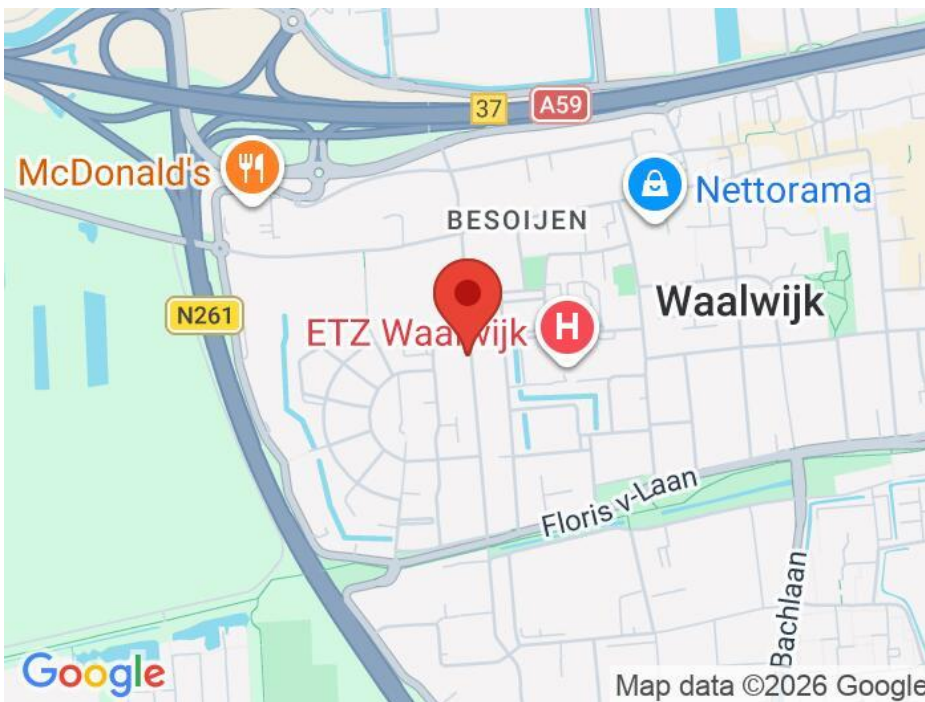 37
A59
McDonald's
Nettorama
BESOIJEN
N261
Waalwijk
ETZ Waalwijk
H
Floris v-Laan
Bachlaan
Google
Map data ©2026 Google